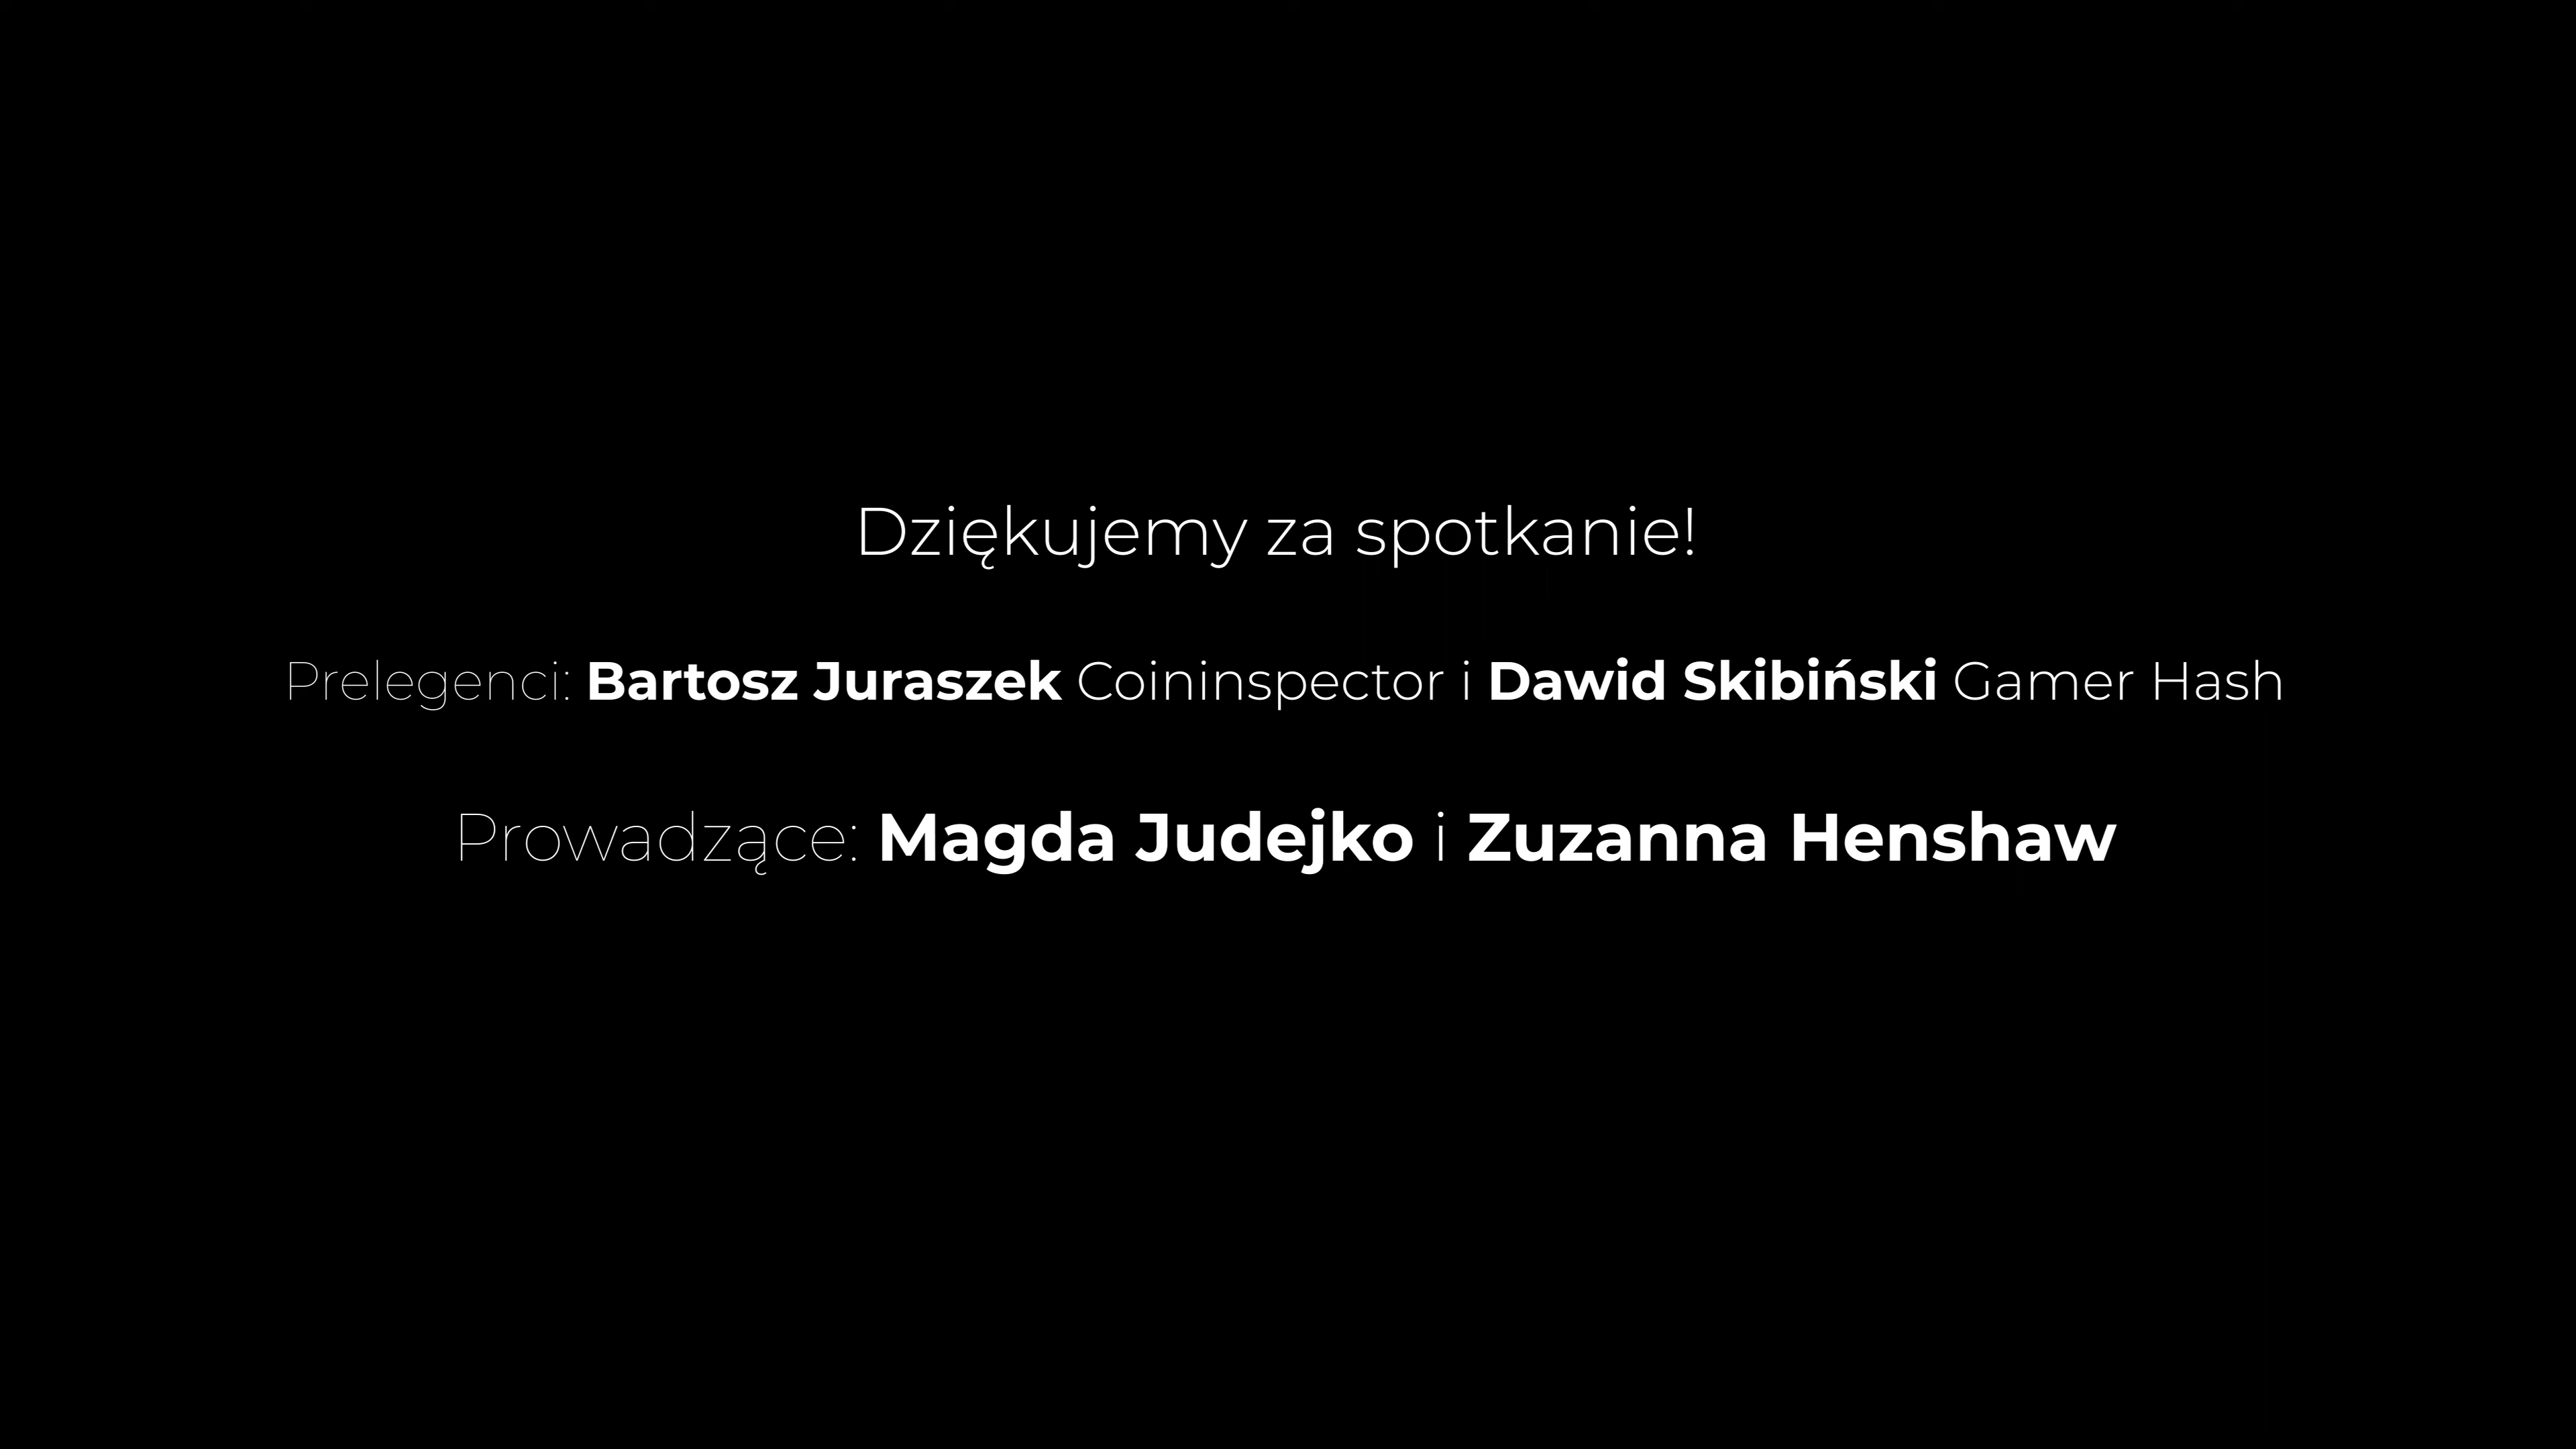 Dziękujemy za spotkanie!
Prelegenci: Bartosz Juraszek Coininspector i Dawid Skibiński Gamer Hash
Prowadzące: Magda Judejko i Zuzanna Henshaw